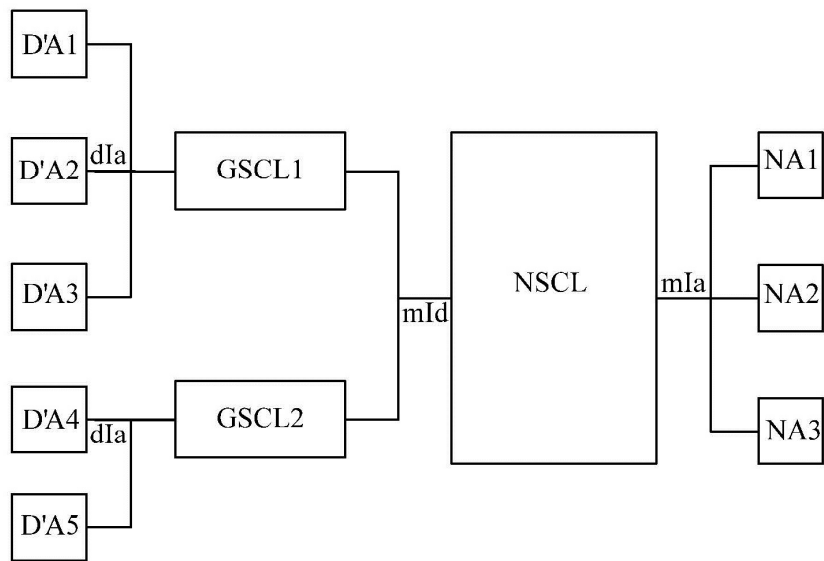 D'A1
D'A2
dIa
GSCL1
D'A3
NSCL
mId
mIa
NA1
NA2
NA3
D'A4
dIa
GSCL2
D'A5